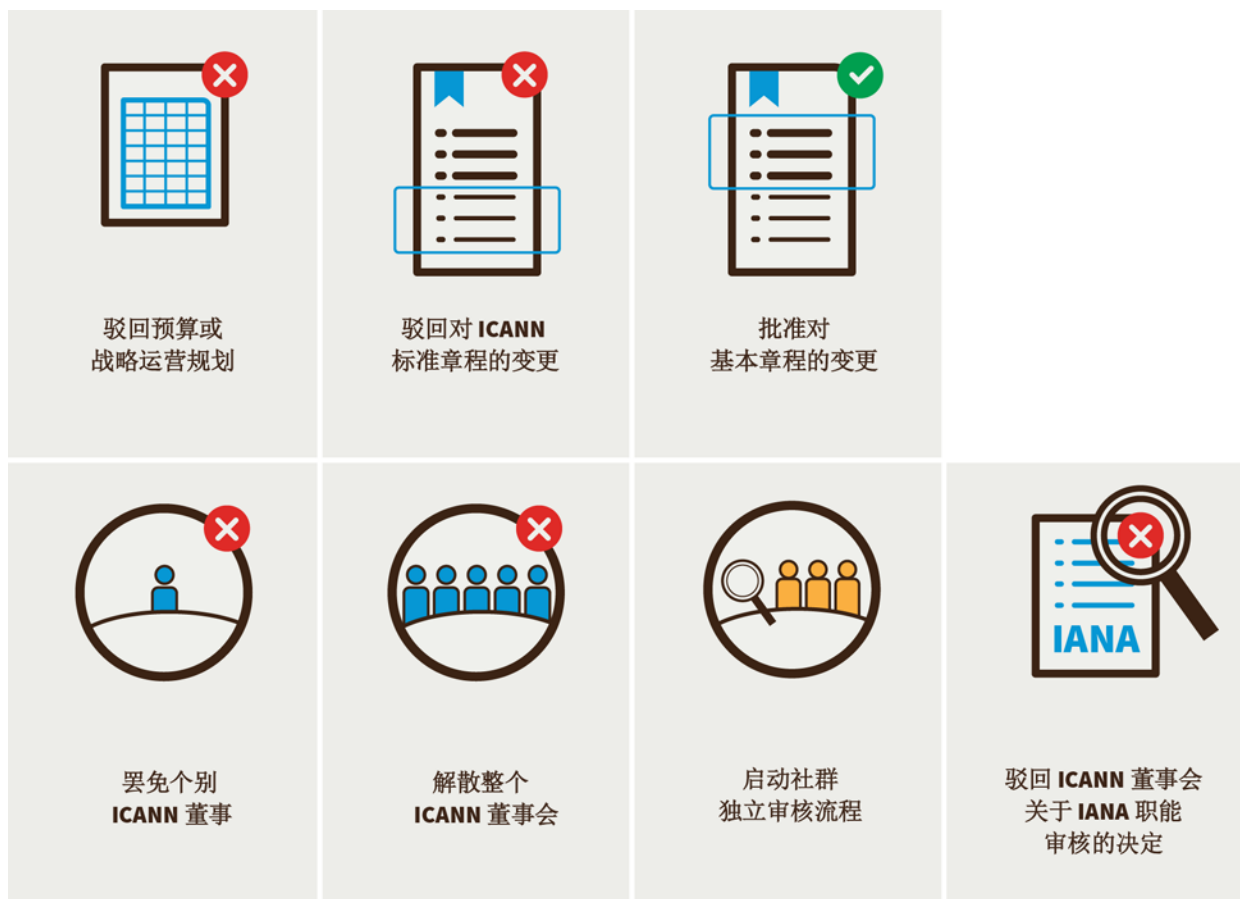 驳回预算或
战略运营规划
驳回对 ICANN
标准章程的变更
批准对
基本章程的变更
罢免个别
ICANN 董事
解散整个
ICANN 董事会
启动社群
独立审核流程
IANA
驳回 ICANN 董事会
关于 IANA 职能
审核的决定